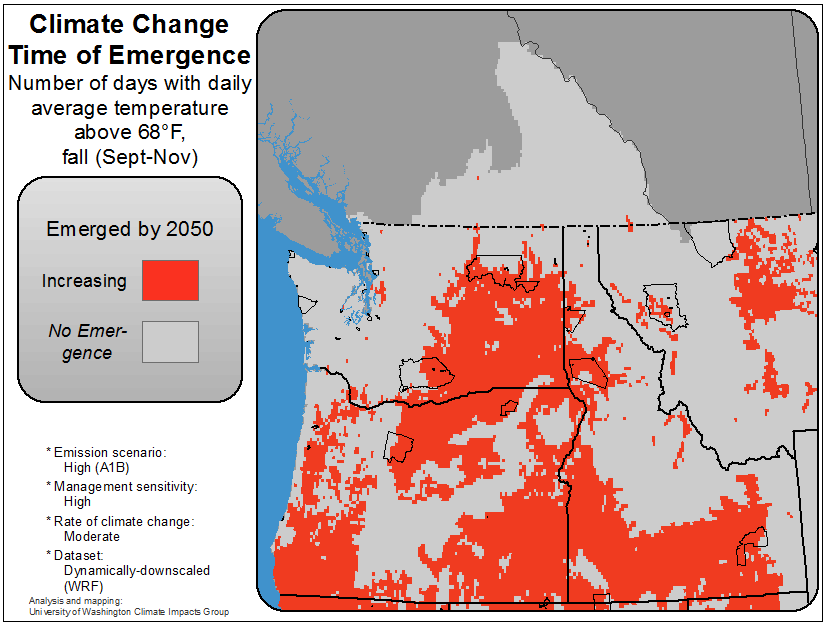 Climate Change
Time of Emergence
Number of days with daily
average temperature
above 68°F,
fall (Sept-Nov)
Emerged by 2050
Increasing
No Emer-
gence
* Emission scenario:
High (A1B)
* Management sensitivity:
High
* Rate of climate change:
Moderate
* Dataset:
Dynamically-downscaled
(WRF)
Analysis and mapping:
University of Washington Climate Impacts Group